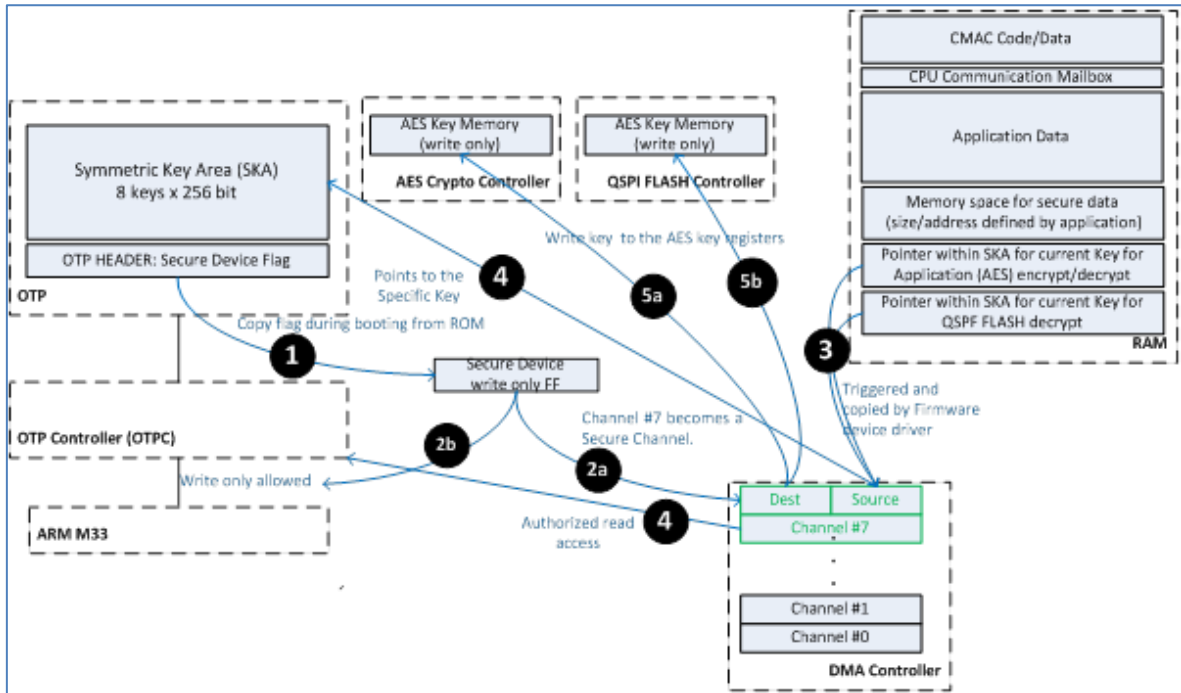 CMAC Code/Data
CPU Communication Mailbox
Application Data
Memory space for secure data
(size/address defined by application)
Pointer within SKA for current Key for
Application (AES) encrypt/decrypt
Pointer within SKA for current Key for
QSPF FLASH decrypt
RAM
AES Key Memory
(write only)
AES Crypto Controller
AES Key Memory
(write only)
QSPI FLASH Controller
Symmetric Key Area (SKA)
8 keys x 256 bit
OTP HEADER: Secure Device Flag
OTP
Write key to the AES key registers
Points to the
Specific Key
4
5a
5b
3
Copy flag during booting from ROM
1
Secure Device
write only FF
Triggered and
copied by Firmware
device driver
OTP Controller (OTPC)
2b
Channel #7 becomes a
Secure Channel.
2a
Write only allowed
Dest
Source
Channel #7
Authorized read
access
4
ARM M33
Channel #1
Channel #0
DMA Controller